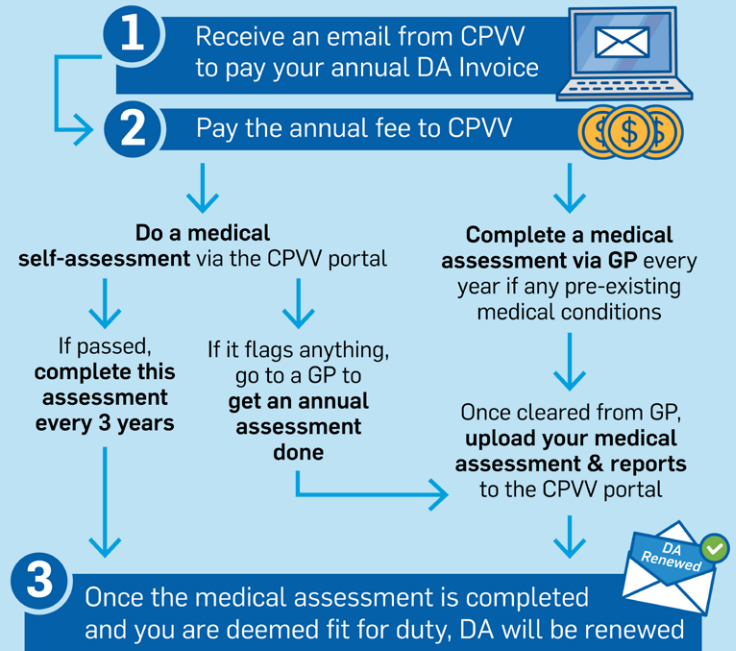 1
Receive an email from CPVV
to pay your annual DA Invoice
2
Pay the annual fee to CPVV
$ $ $
Do a medical
self-assessment via the CPVV portal
If passed,
complete this
assessment
every 3 years
If it flags anything,
go to a GP to
get an annual
assessment
done
Complete a medical
assessment via GP every
year if any pre-existing
medical conditions
Once cleared from GP,
upload your medical
assessment & reports
to the CPVV portal
3
Once the medical assessment is completed
and you are deemed fit for duty, DA will be renewed
DA
Renewed